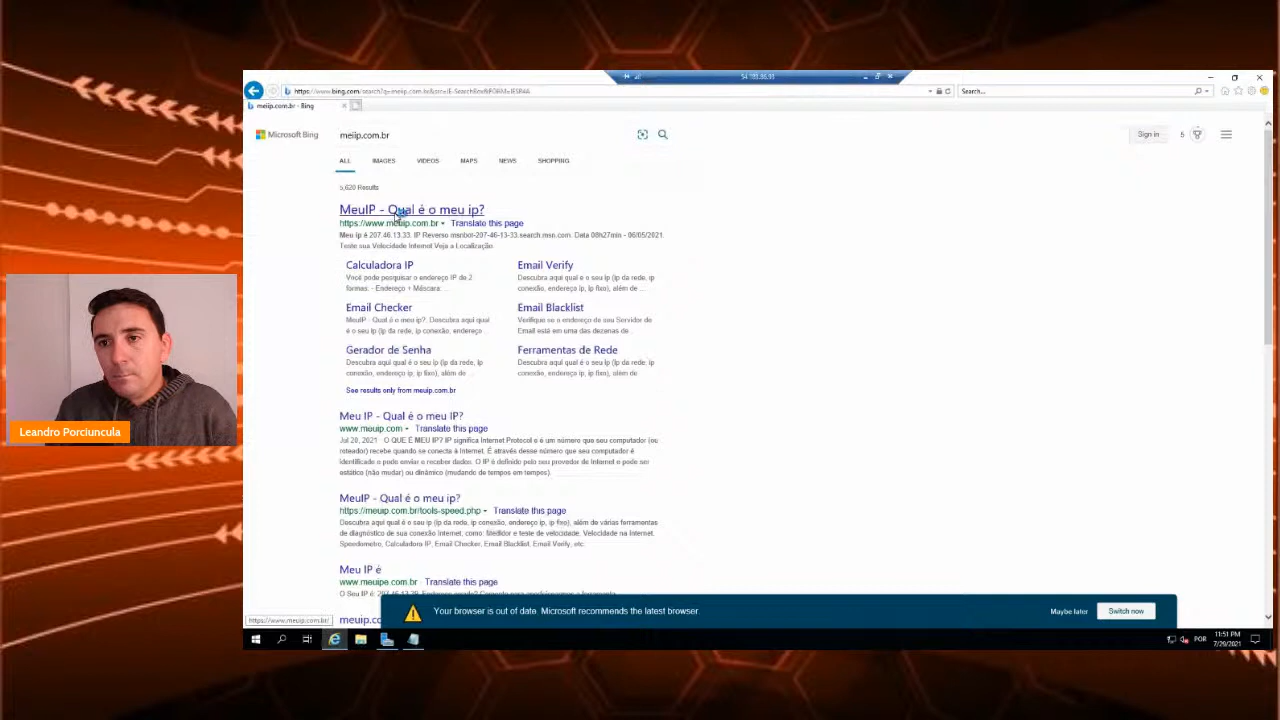 54.188.86.88
https://www.bing.com/search?q=meiip.com.br&src=IE-SearchBox&FORM=IESR4A
Search...
meiip.com.br - Bing
Microsoft Bing
meiip.com.br
Sign in
5
ALL
IMAGES
VIDEOS
MAPS
NEWS
SHOPPING
5,620 Results
MeuIP - Qual é o meu ip?
https://www.meuip.com.br • Translate this page
Meu ip é 207.46.13.33. IP Reverso msnbot-207-46-13-33.search.msn.com. Data 08h27min - 06/05/2021.
Teste sua Velocidade Internet Veja a Localização.
Calculadora IP
Você pode pesquisar o endereço IP de 2
formas. - Endereço + Máscara: ...
Email Verify
Descubra aqui qual e o seu ip (ip da rede, ip
conexão, endereço ip, ip fixo), além de ...
Email Checker
MeuIP - Qual é o meu ip?. Descubra aqui qual
é o seu ip (ip da rede, ip conexão, endereço
Email Blacklist
Verifique se o endereço de seu Servidor de
Email está em uma das dezenas de
Gerador de Senha
Descubra aqui qual é o seu ip (ip da rede, ip
conexão, endereço ip, ip fixo), além de
Ferramentas de Rede
Descubra aqui qual é o seu ip (ip da rede, ip
conexão, endereço ip, ip fixo), além de
See results only from meuip.com.br
Meu IP - Qual é o meu IP?
www.meuip.com • Translate this page
Jul 20, 2021 · O QUE É MEU IP? IP significa Internet Protocol e é um número que seu computador (ou
roteador) recebe quando se conecta à Internet. É através desse número que seu computador é
identificado e pode enviar e receber dados. O IP é definido pelo seu provedor de Internet e pode ser
estático (não mudar) ou dinâmico (mudando de tempos em tempos).
MeuIP - Qual é o meu ip?
https://meuip.com.br/tools-speed.php • Translate this page
Descubra aqui qual é o seu ip (ip da rede, ip conexão, endereço ip, ip fixo), além de várias ferramentas
de diagnóstico de sua conexão Internet, como: e teste de velocidade. Velocidade na Internet.
Speedometro, Calculadora IP, Email Checker, Email Blacklist, Email Verify, etc.
Meu IP é
www.meuipe.com.br Translate this page
O Seu IP é: 207.46.13.29.
meuip.c
Your browser is out of date. Microsoft recommends the latest browser.
Maybe later
Switch now
https://www.meuip.com.br/
POR
11:51 PM
7/29/2021
Leandro Porciuncula